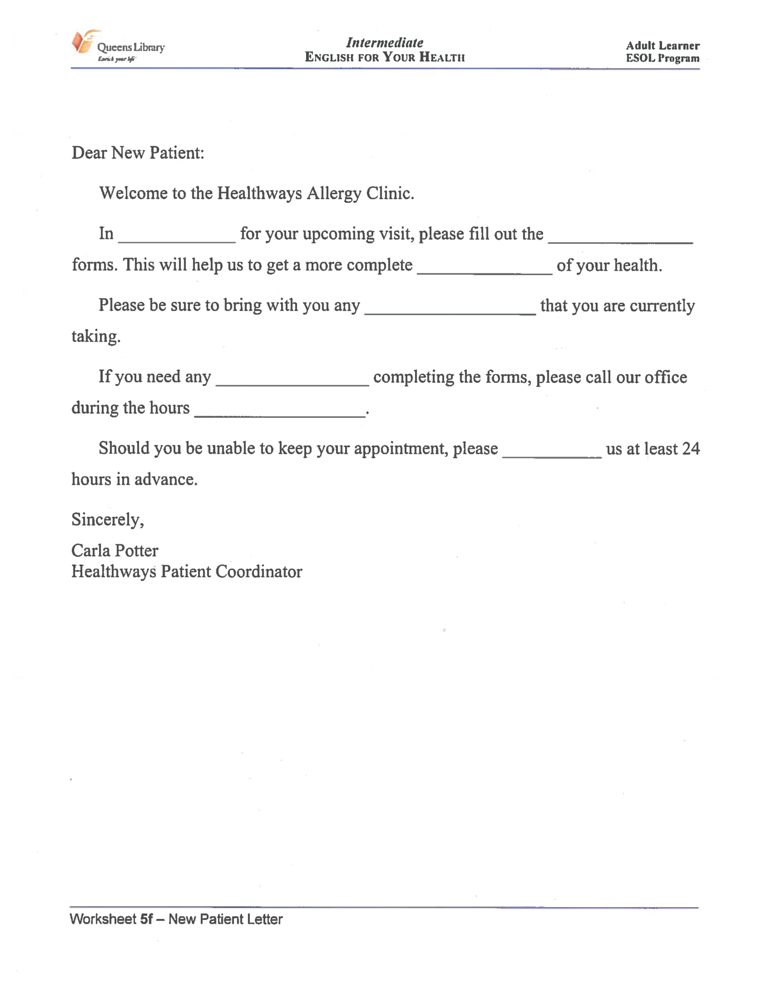 Queens Library
Enrich your life
Intermediate
ENGLISH FOR YOUR HEALTH
Adult Learner
ESOL Program
Dear New Patient:
Welcome to the Healthways Allergy Clinic.
In ______________ for your upcoming visit, please fill out the _________________
forms. This will help us to get a more complete ________________ of your health.
Please be sure to bring with you any ____________________ that you are currently
taking.
If you need any __________________ completing the forms, please call our office
during the hours ____________________.
Should you be unable to keep your appointment, please ____________ us at least 24
hours in advance.
Sincerely,
Carla Potter
Healthways Patient Coordinator
Worksheet 5f – New Patient Letter